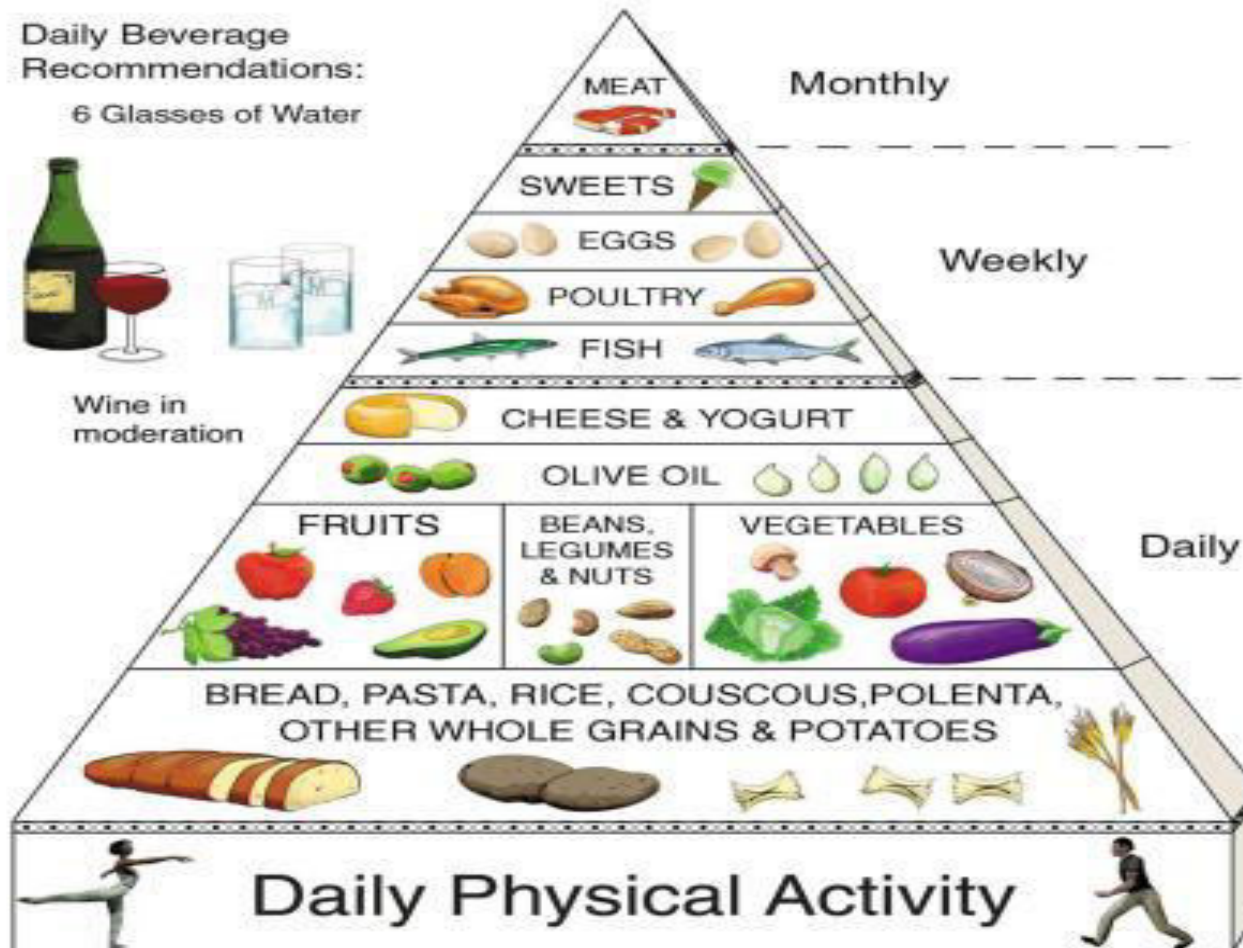 Daily Beverage
Recommendations:
6 Glasses of Water
Wine in
moderation
MEAT
Monthly
SWEETS
EGGS
POULTRY
FISH
Weekly
CHEESE & YOGURT
OLIVE OIL
FRUITS
BEANS,
LEGUMES
& NUTS
VEGETABLES
Daily
BREAD, PASTA, RICE, COUSCOUS,POLENTA,
OTHER WHOLE GRAINS & POTATOES
Daily Physical Activity